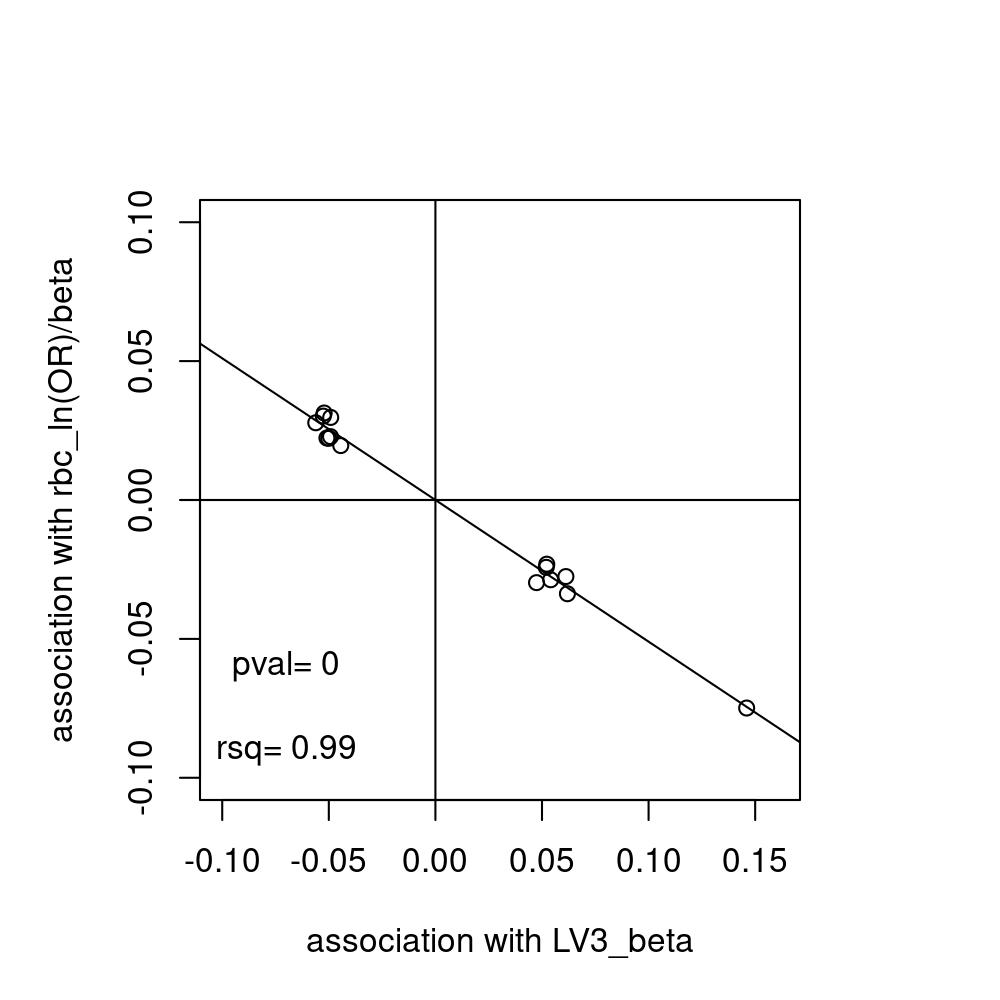 0.10
0.05
0.00
-0.05
-0.10
association with rbc_ln(OR)/beta
pval= 0
rsq= 0.99
-0.10 -0.05 0.00 0.05 0.10 0.15
association with LV3_beta